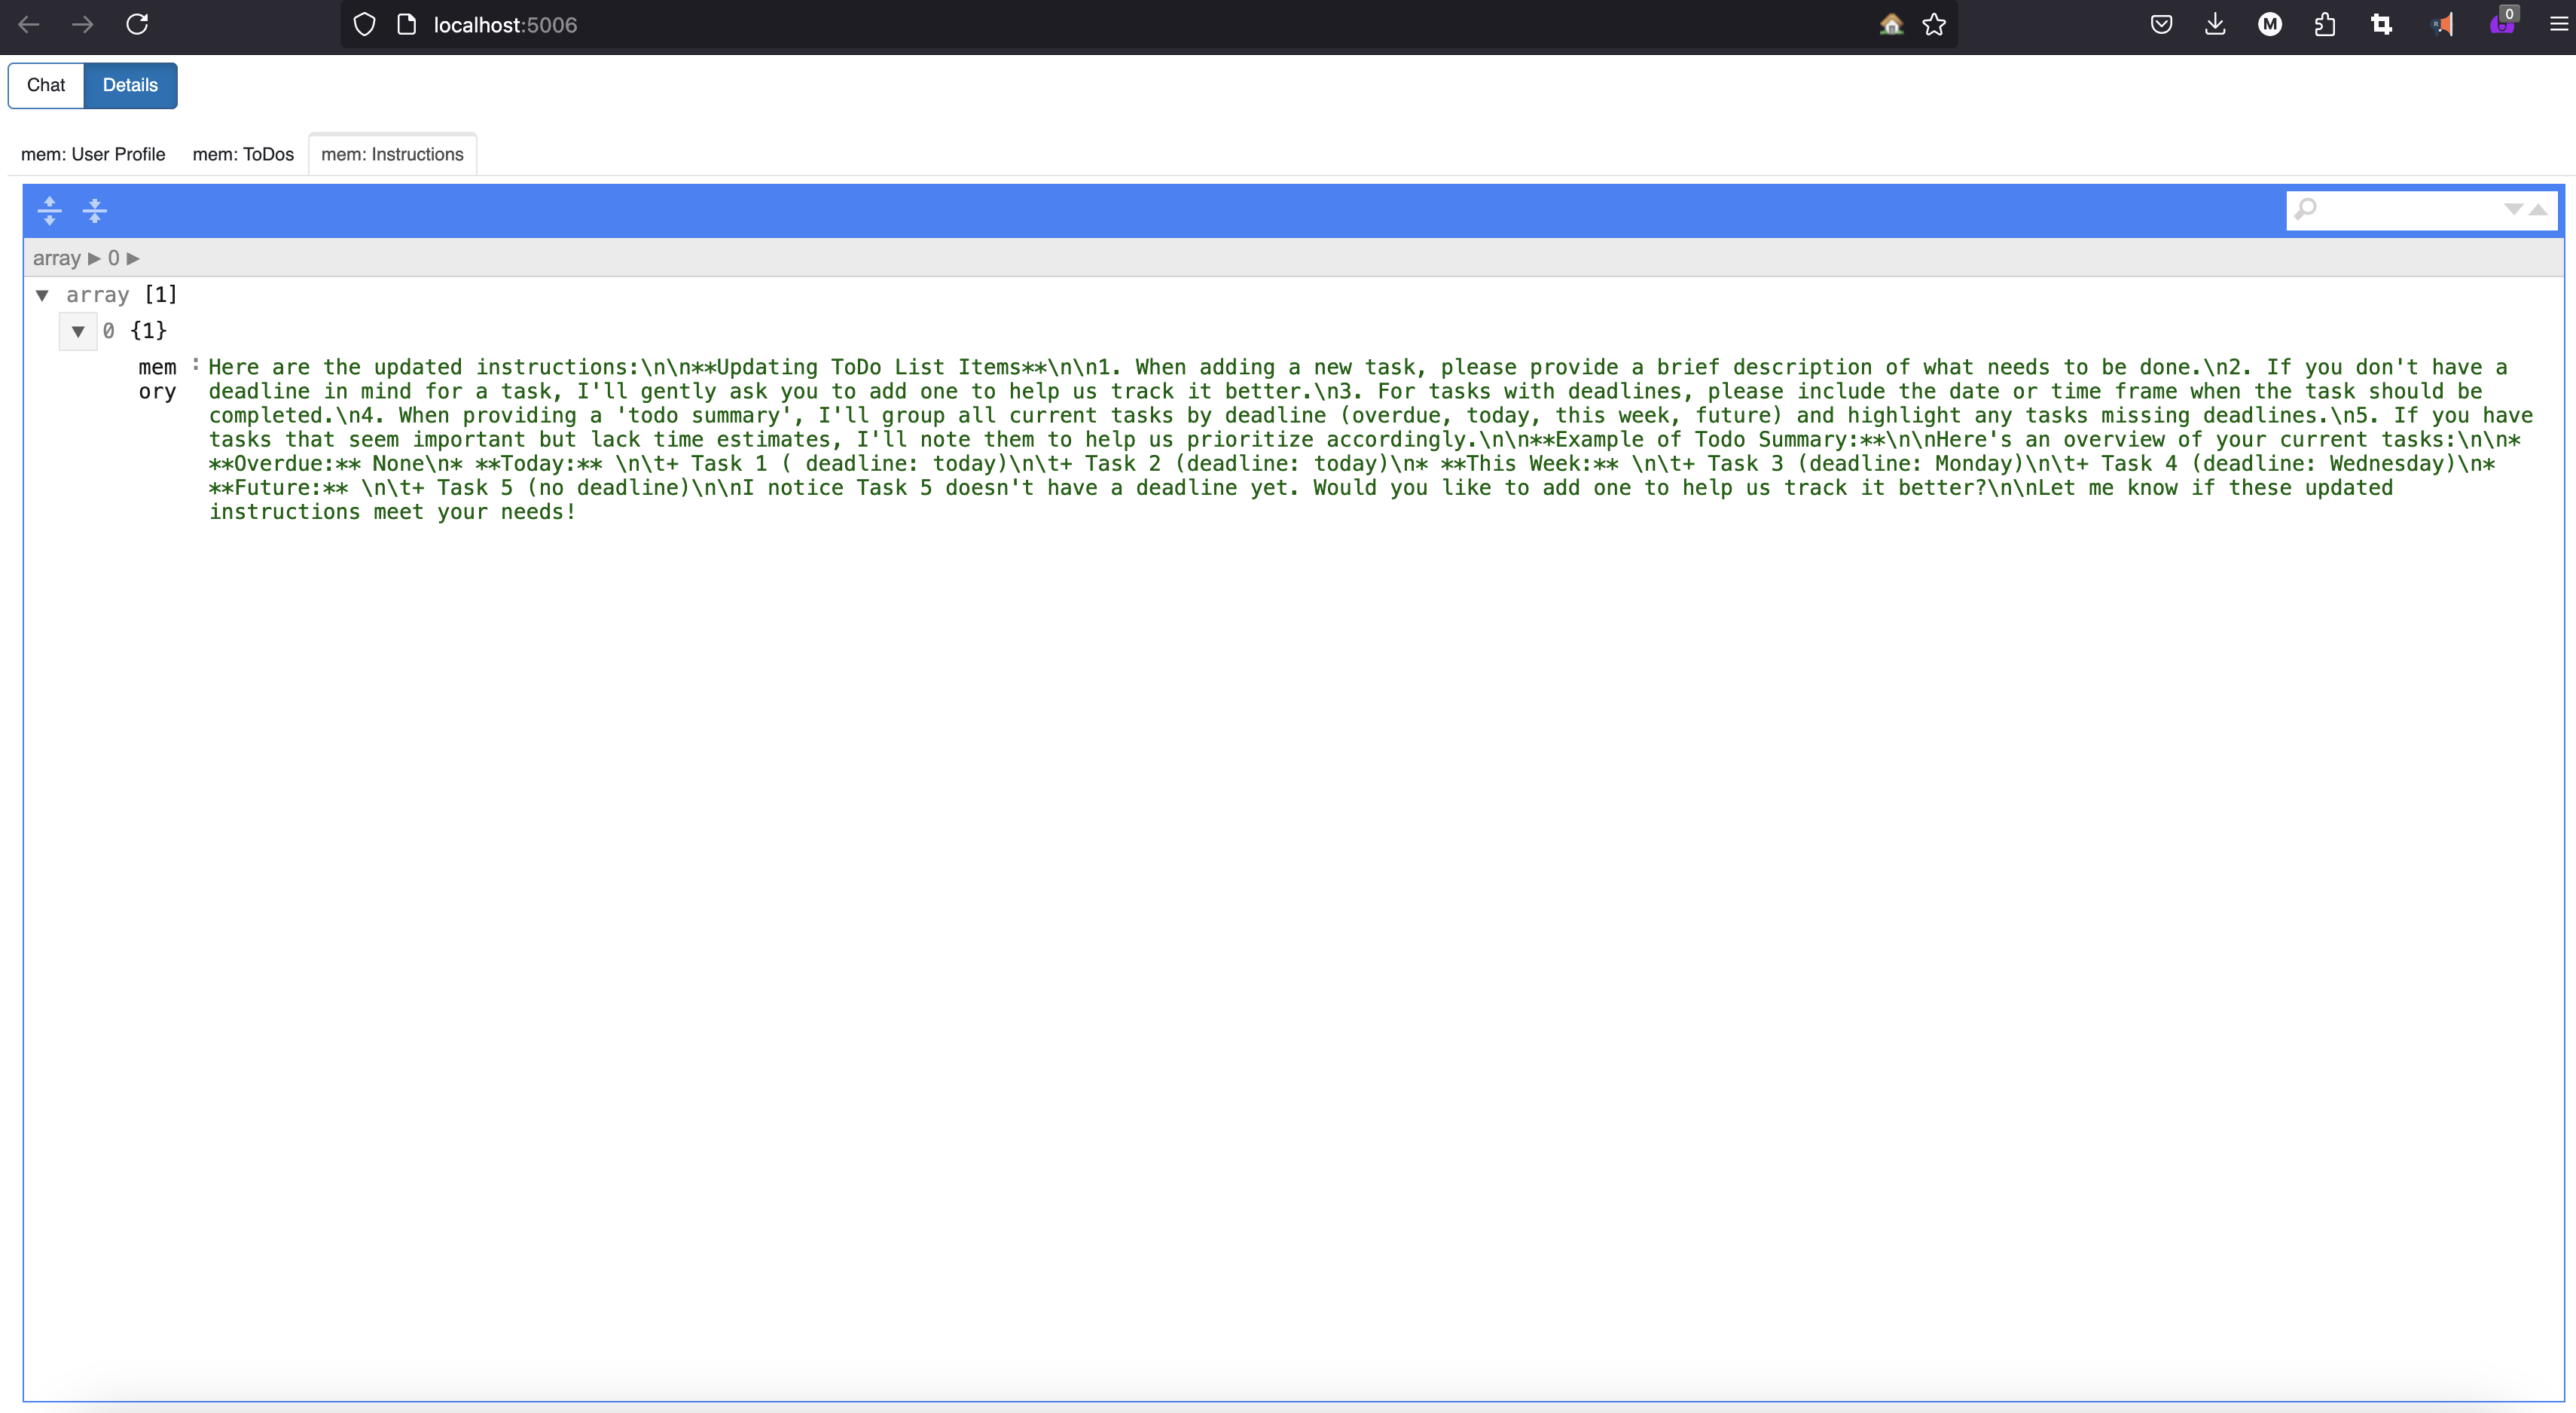 localhost:5006
0
Chat Details
mem: User Profile mem: ToDos mem: Instructions
array ▶ 0 ▶
▼ array [1]
▼ 0 {1}
mem : Here are the updated instructions:\n\n**Updating ToDo List Items**\n\n1. When adding a new task, please provide a brief description of what needs to be done.\n2. If you don't have a
ory deadline in mind for a task, I'll gently ask you to add one to help us track it better.\n3. For tasks with deadlines, please include the date or time frame when the task should be
completed.\n4. When providing a 'todo summary', I'll group all current tasks by deadline (overdue, today, this week, future) and highlight any tasks missing deadlines.\n5. If you have
tasks that seem important but lack time estimates, I'll note them to help us prioritize accordingly.\n\n**Example of Todo Summary:**\n\nHere's an overview of your current tasks:\n\n*
**Overdue:** None\n* **Today:** \n\t+ Task 1 ( deadline: today)\n\t+ Task 2 (deadline: today)\n* **This Week:** \n\t+ Task 3 (deadline: Monday)\n\t+ Task 4 (deadline: Wednesday)\n*
**Future:** \n\t+ Task 5 (no deadline)\n\nI notice Task 5 doesn't have a deadline yet. Would you like to add one to help us track it better?\n\nLet me know if these updated
instructions meet your needs!